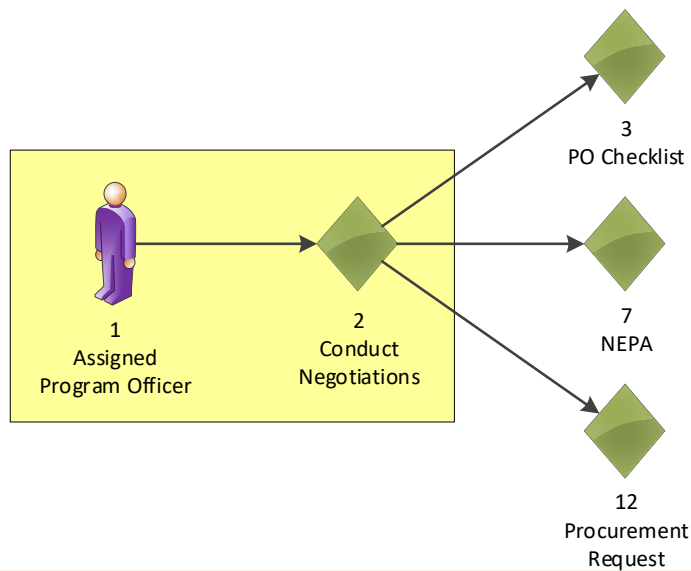 3
PO Checklist
1
Assigned
Program Officer
2
Conduct
Negotiations
7
NEPA
12
Procurement
Request